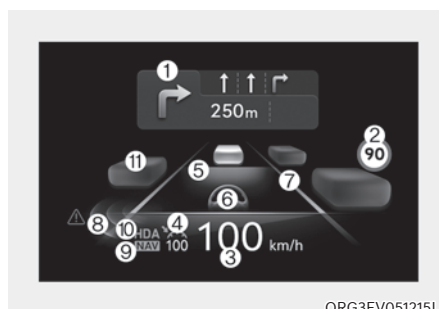 ①
250m
②
90
⑪
⑤
⑥
⑦
⑧
⑩ HDA ④
⑨ NAV 100
100 km/h
③
ORG3EV051215L